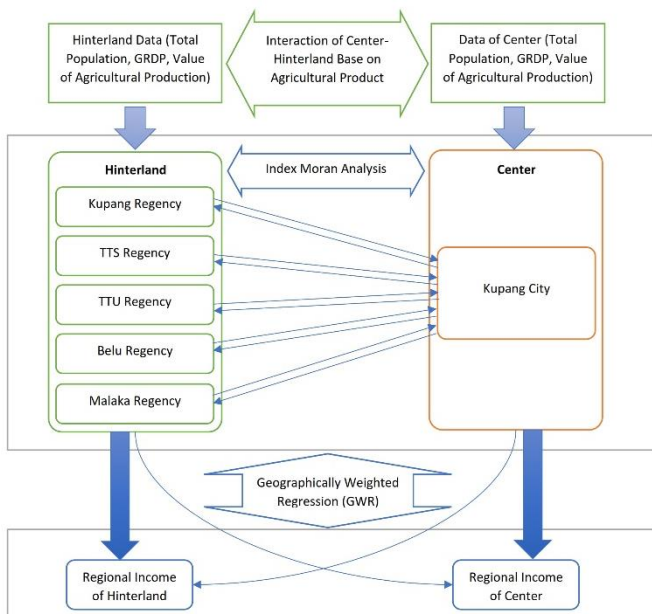 Hinterland Data (Total
Population, GRDP, Value
of Agricultural Production)
Interaction of Center-
Hinterland Base on
Agricultural Product
Data of Center (Total
Population, GRDP, Value
of Agricultural Production)
Hinterland
Index Moran Analysis
Center
Kupang Regency
TTS Regency
TTU Regency
Belu Regency
Malaka Regency
Kupang City
Geographically Weighted
Regression (GWR)
Regional Income
of Hinterland
Regional Income
of Center